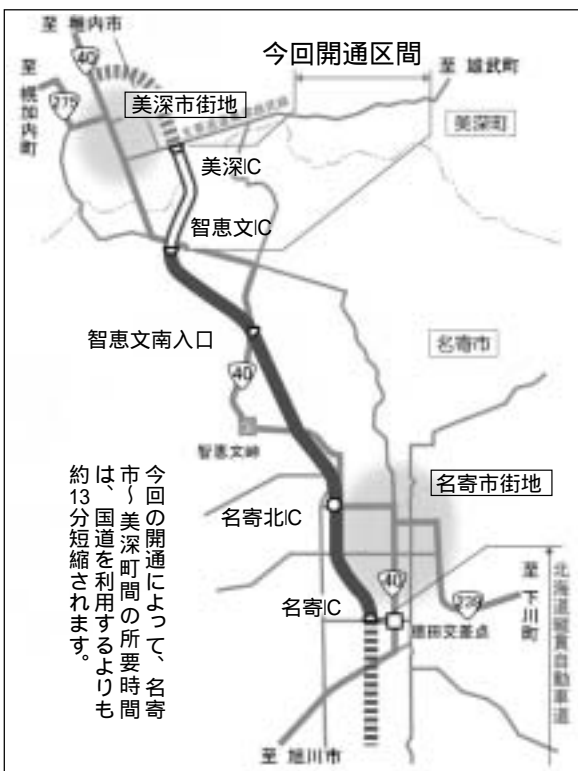 至 稚内市
40
今回開通区間
至 雄武町
至 幌加内町
275
美深市街地
美深町
美深IC
智恵文IC
智恵文南入口
名寄市
40
智恵文峠
名寄市街地
名寄北IC
今回の開通によって、名寄
市～美深町間の所要時間
は、国道を利用するよりも
約13分短縮されます。
40
名寄IC
239
至 下川町
徳田交差点
北海道縦貫自動車道
至 旭川市